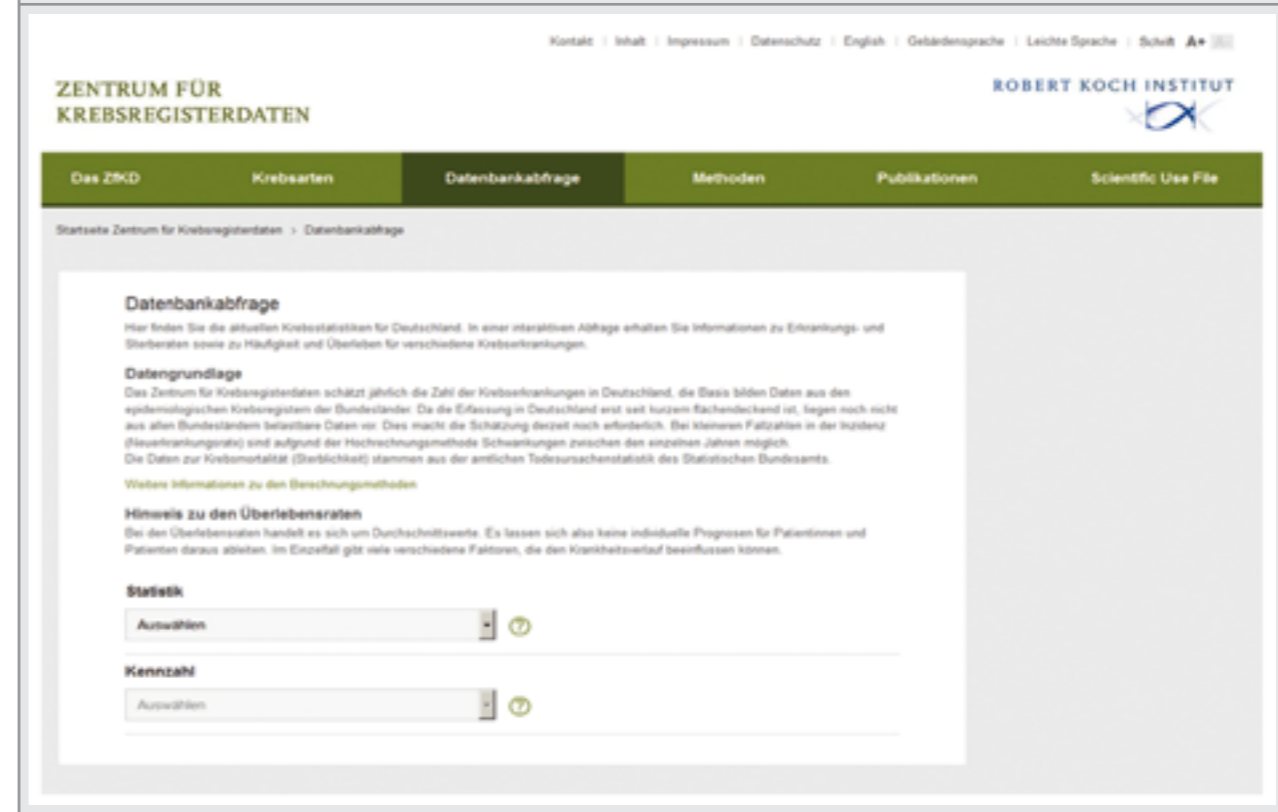 Kontakt | Inhalt | Impressum | Datenschutz | English | Gebärdensprache | Leichte Sprache | Schrift A+
ZENTRUM FÜR
KREBSREGISTERDATEN
ROBERT KOCH INSTITUT
Das ZfKD Krebsarten Datenbankabfrage Methoden Publikationen Scientific Use File
Startseite Zentrum für Krebsregisterdaten > Datenbankabfrage
Datenbankabfrage
Hier finden Sie die aktuellen Krebsstatistiken für Deutschland. In einer interaktiven Abfrage erhalten Sie Informationen zu Erkrankungs- und
Sterberaten sowie zu Häufigkeit und Überleben für verschiedene Krebserkrankungen.
Datengrundlage
Das Zentrum für Krebsregisterdaten schätzt jährlich die Zahl der Krebserkrankungen in Deutschland, die Basis bilden Daten aus den
epidemiologischen Krebsregistern der Bundesländer. Da die Erfassung in Deutschland erst seit kurzem flächendeckend ist, liegen noch nicht
aus allen Bundesländern belastbare Daten vor. Dies macht die Schätzung derzeit noch erforderlich. Bei kleineren Fallzahlen in der Inzidenz
(Neuerkrankungsrate) sind aufgrund der Hochrechnungsmethode Schwankungen zwischen den einzelnen Jahren möglich.
Die Daten zur Krebsmortalität (Sterblichkeit) stammen aus der amtlichen Todesursachenstatistik des Statistischen Bundesamts.
Weitere Informationen zu den Berechnungsmethoden
Hinweis zu den Überlebensraten
Bei den Überlebensraten handelt es sich um Durchschnittswerte. Es lassen sich also keine individuelle Prognosen für Patientinnen und
Patienten daraus ableiten. Im Einzelfall gibt viele verschiedene Faktoren, die den Krankheitsverlauf beeinflussen können.
Statistik
Auswählen ?
Kennzahl
Auswählen ?